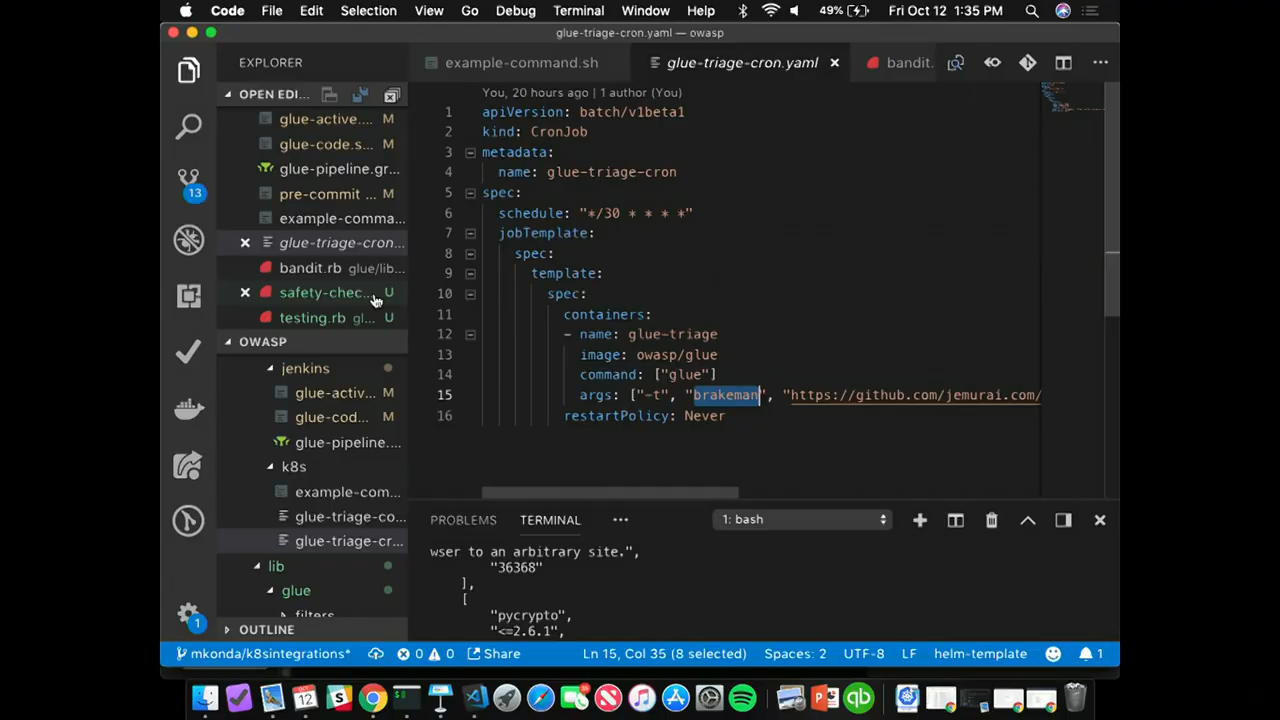 Code File Edit Selection View Go Debug Terminal Window Help 49% Fri Oct 12 1:35 PM
glue-triage-cron.yaml — owasp
EXPLORER
example-command.sh
glue-triage-cron.yaml
bandit.
OPEN EDI...
glue-active.... M
glue-code.s... M
glue-pipeline.gr...
pre-commit ... M
example-comma...
glue-triage-cron...
bandit.rb glue/lib...
safety-chec... U
testing.rb gl... U
OWASP
jenkins
glue-activ... M
glue-cod... M
glue-pipeline....
k8s
example-com...
glue-triage-co...
glue-triage-cr...
lib
glue
filters
OUTLINE
13
1
You, 20 hours ago | 1 author (You)
1 apiVersion: batch/v1beta1
2 kind: CronJob
3 metadata:
4 name: glue-triage-cron
5 spec:
6 schedule: "*/30 * * * *"
7 jobTemplate:
8 spec:
9 template:
10 spec:
11 containers:
12 - name: glue-triage
13 image: owasp/glue
14 command: ["glue"]
15 args: ["-t", "brakeman", "https://github.com/jemurai.com/
16 restartPolicy: Never
PROBLEMS TERMINAL ... 1: bash
wser to an arbitrary site.",
"36368"
],
[
"pycrypto",
"<=2.6.1",
mkonda/k8sintegrations* 0 0 Share Ln 15, Col 35 (8 selected) Spaces: 2 UTF-8 LF helm-template 1